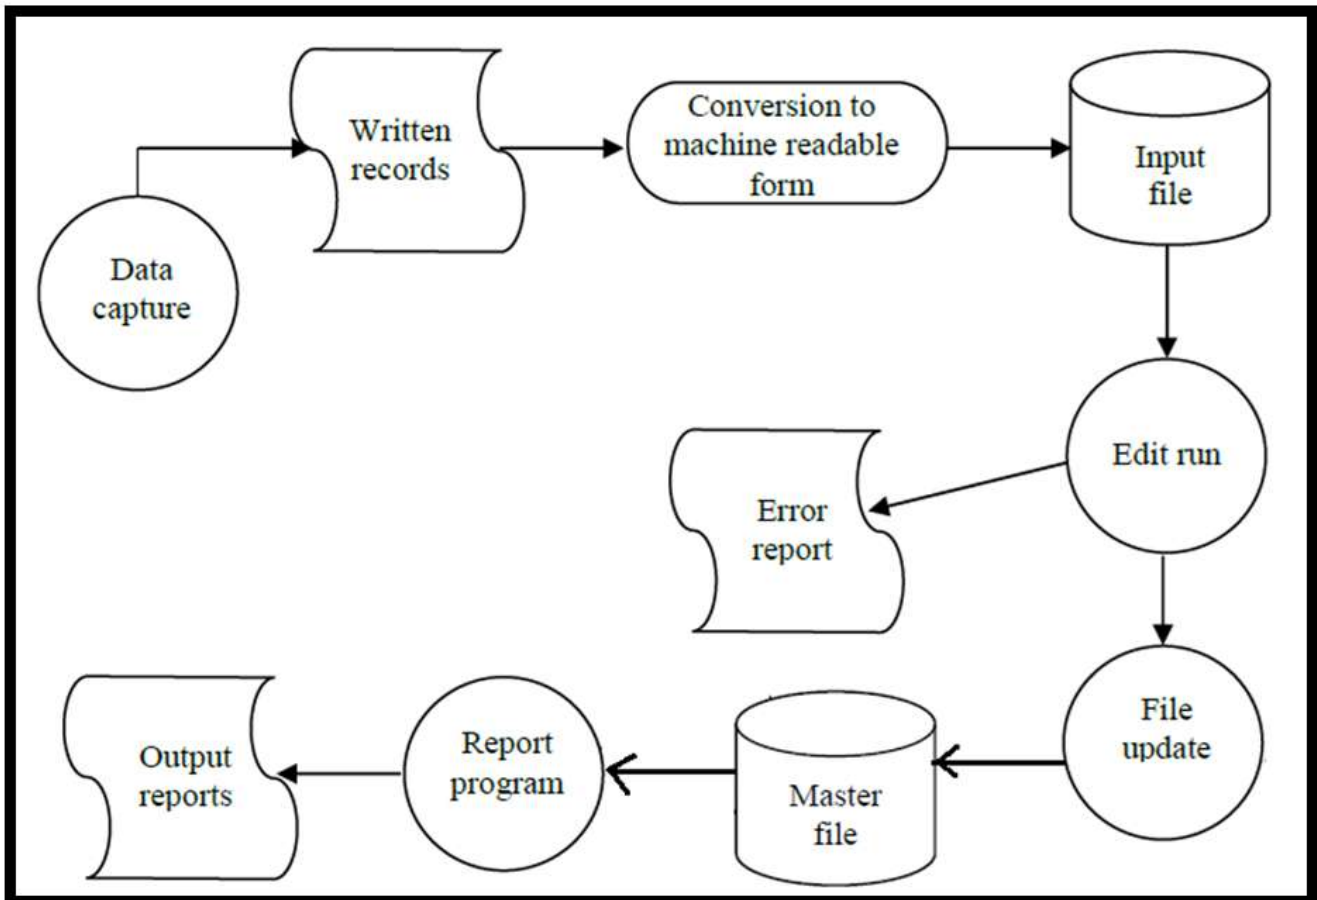 Written
records
Conversion to
machine readable
form
Input
file
Data
capture
Edit run
Error
report
File
update
Master
file
Report
program
Output
reports